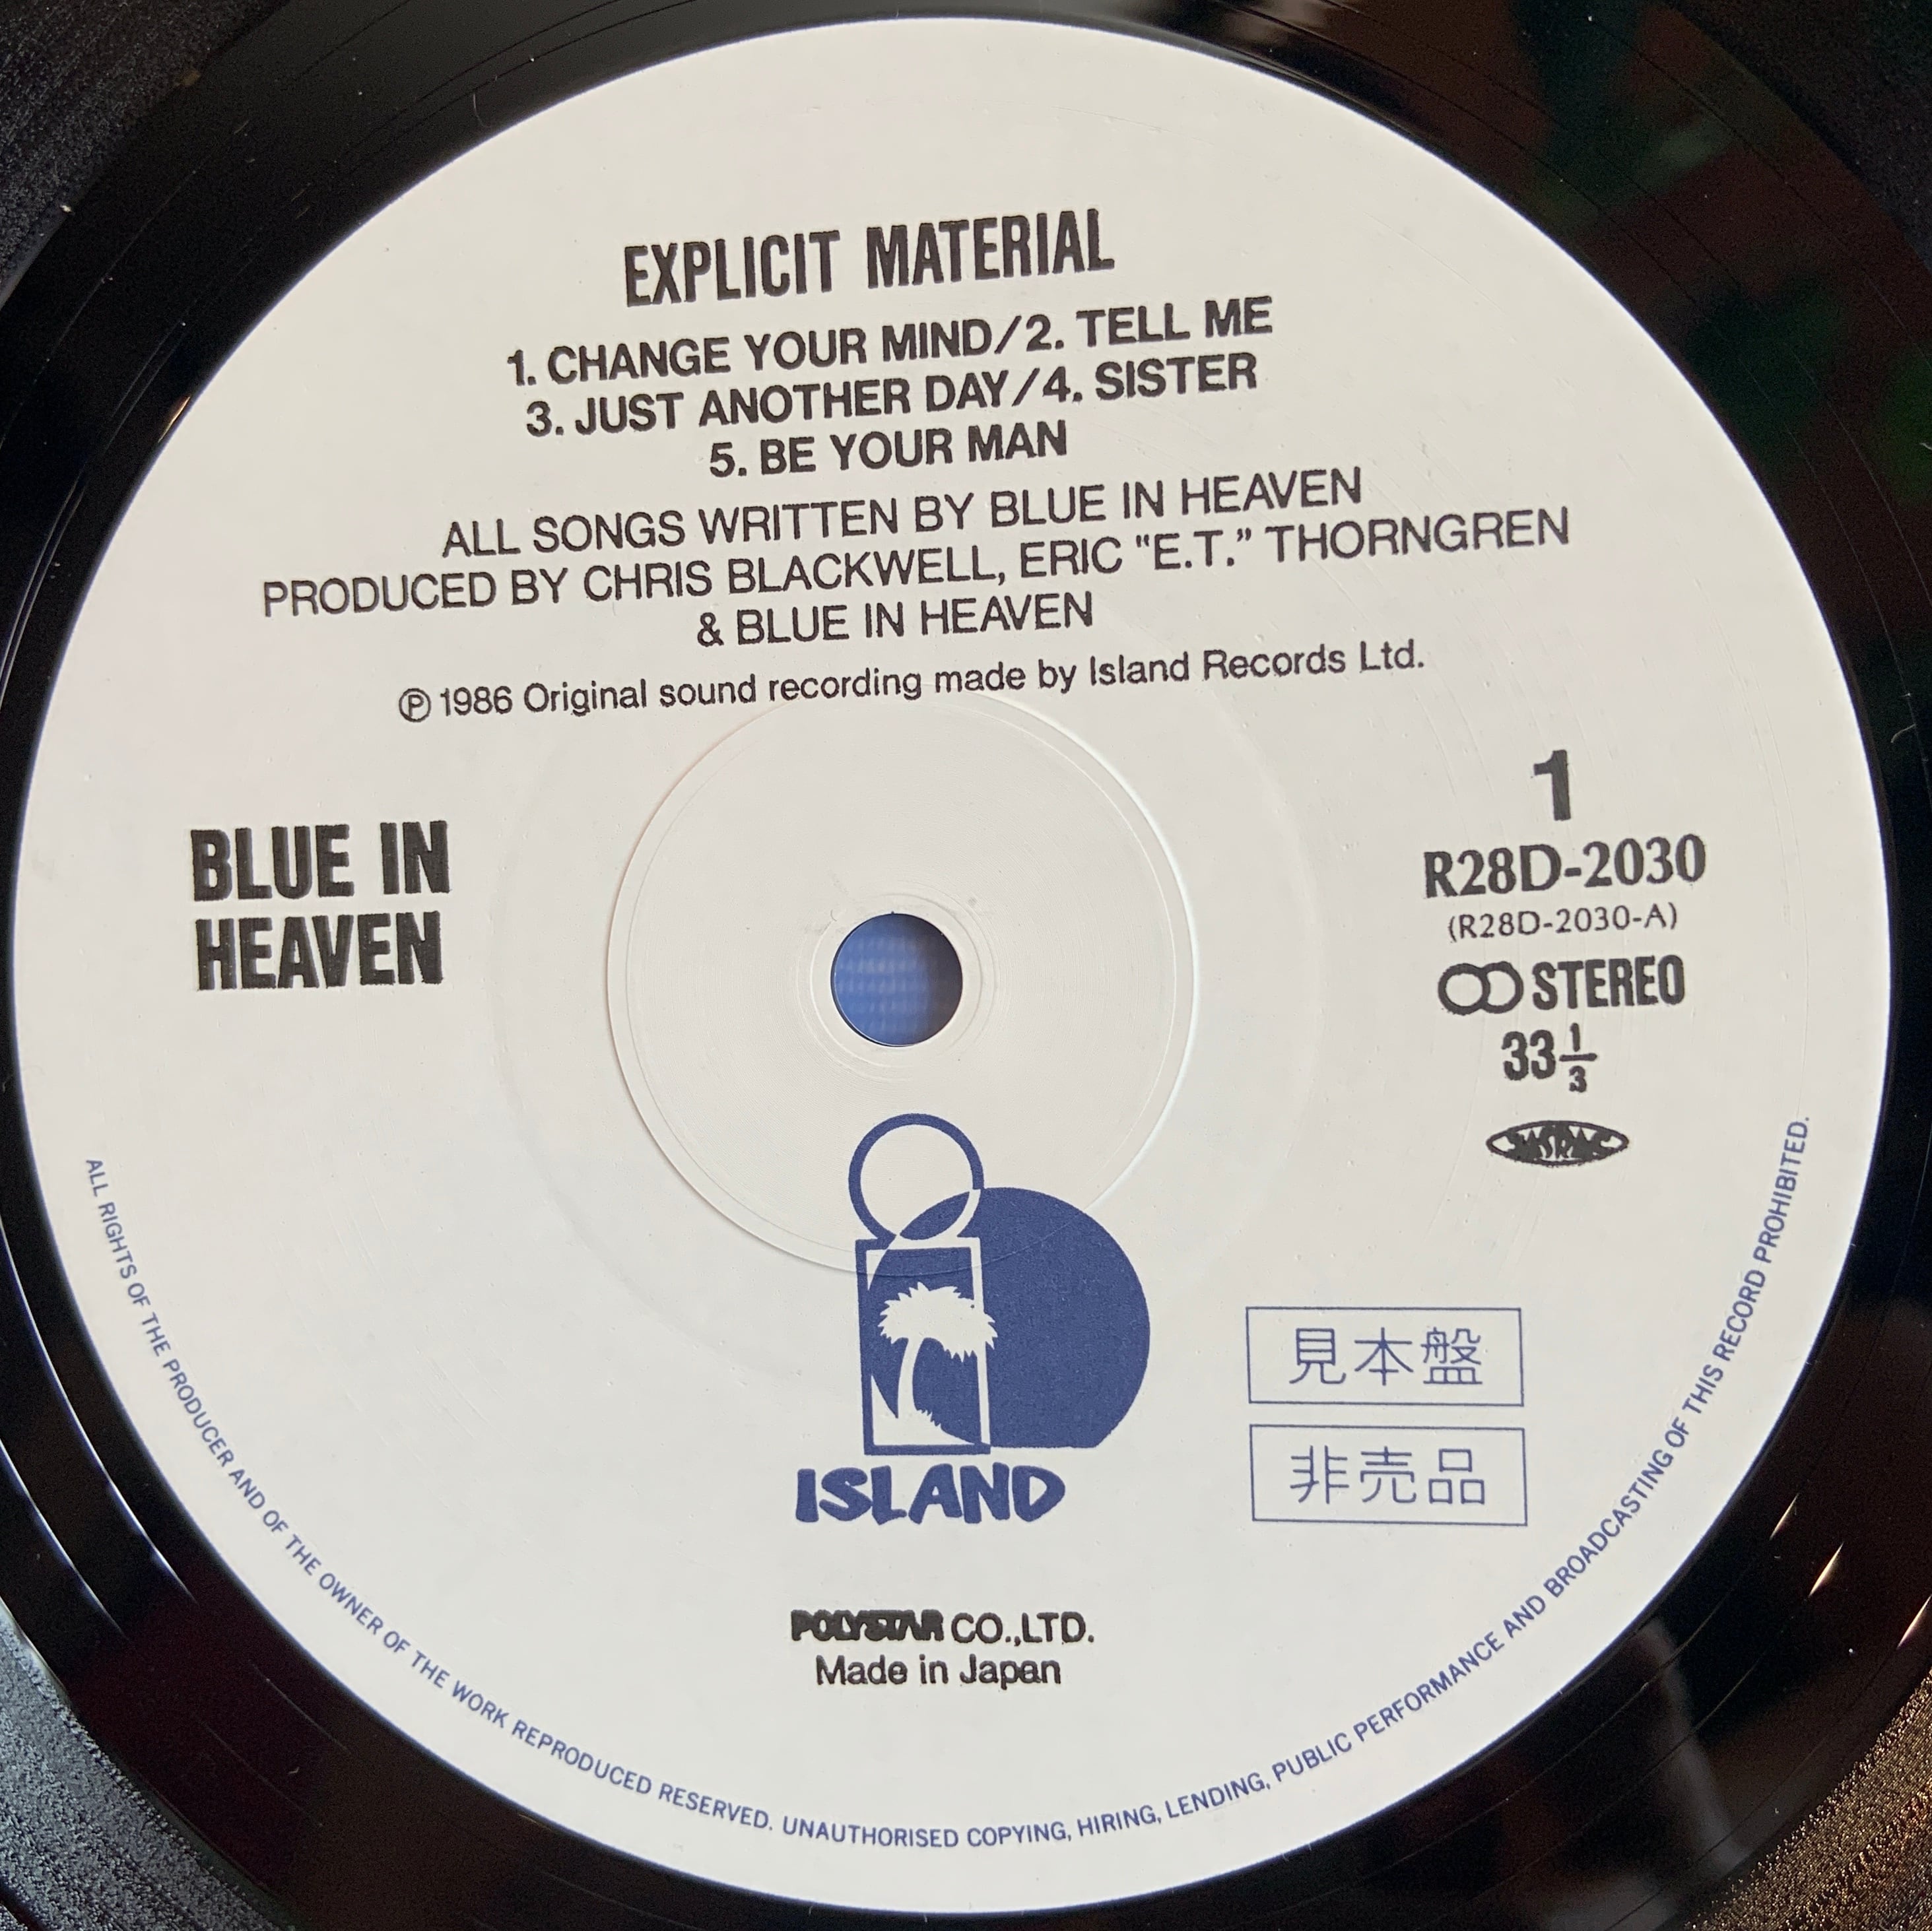 EXPLICIT MATERIAL
1. CHANGE YOUR MIND/2. TELL ME
3. JUST ANOTHER DAY/4. SISTER
5. BE YOUR MAN
ALL SONGS WRITTEN BY BLUE IN HEAVEN
PRODUCED BY CHRIS BLACKWELL, ERIC "E.T." THORNGREN
& BLUE IN HEAVEN
Ⓟ 1986 Original sound recording made by Island Records Ltd.
BLUE IN
HEAVEN
1
R28D-2030
(R28D-2030-A)
STEREO
33 1/3
JASRAC
見本盤
非売品
ISLAND
POLYSTAR CO.,LTD.
Made in Japan
ALL RIGHTS OF THE PRODUCER AND OF THE OWNER OF THE WORK REPRODUCED RESERVED. UNAUTHORISED COPYING, HIRING, LENDING, PUBLIC PERFORMANCE AND BROADCASTING OF THIS RECORD PROHIBITED.